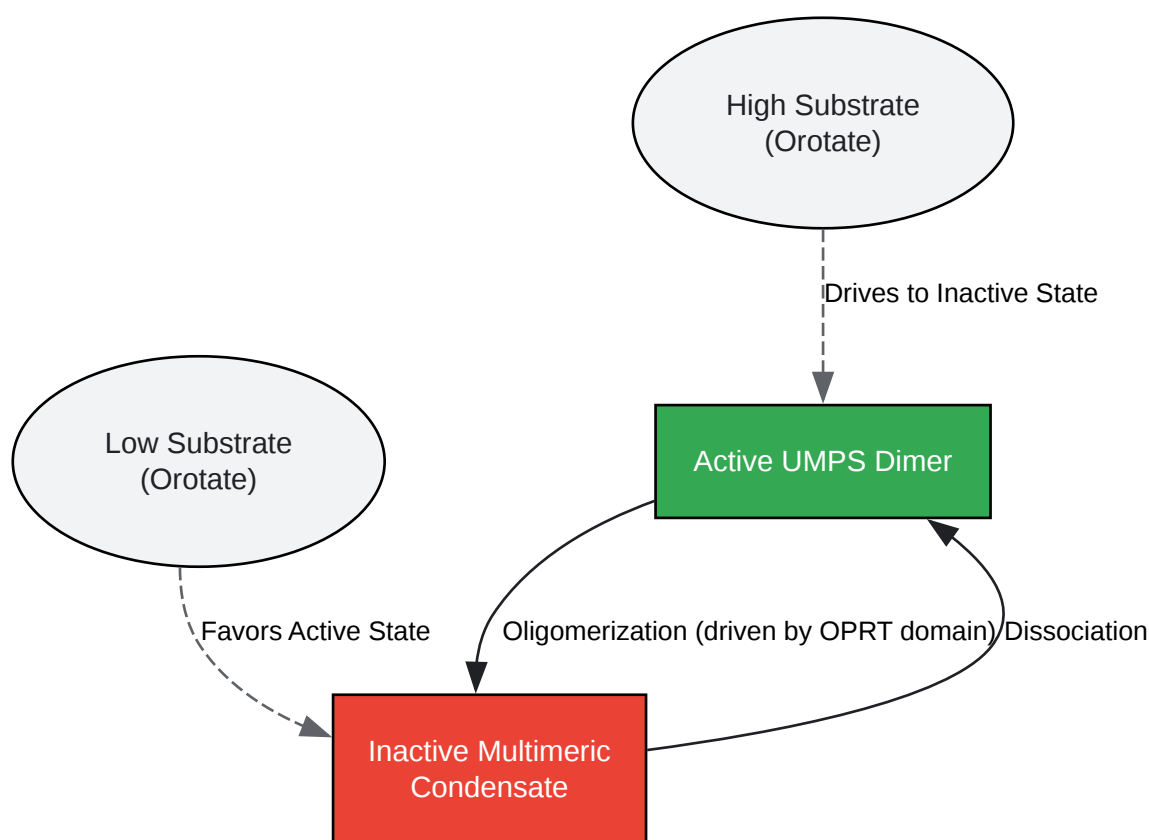 High Substrate
(Orotate)
Drives to Inactive State
Low Substrate
(Orotate)
Active UMPS Dimer
Favors Active State
Oligomerization (driven by OPRT domain)
Dissociation
Inactive Multimeric
Condensate